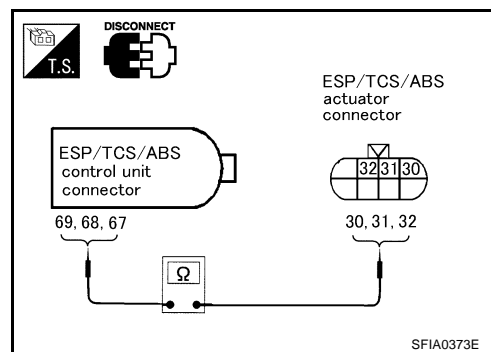 DISCONNECT
T.S.
ESP/TCS/ABS
actuator
connector
ESP/TCS/ABS
control unit
connector
32 31 30
69, 68, 67
30, 31, 32
Ω
SFIA0373E